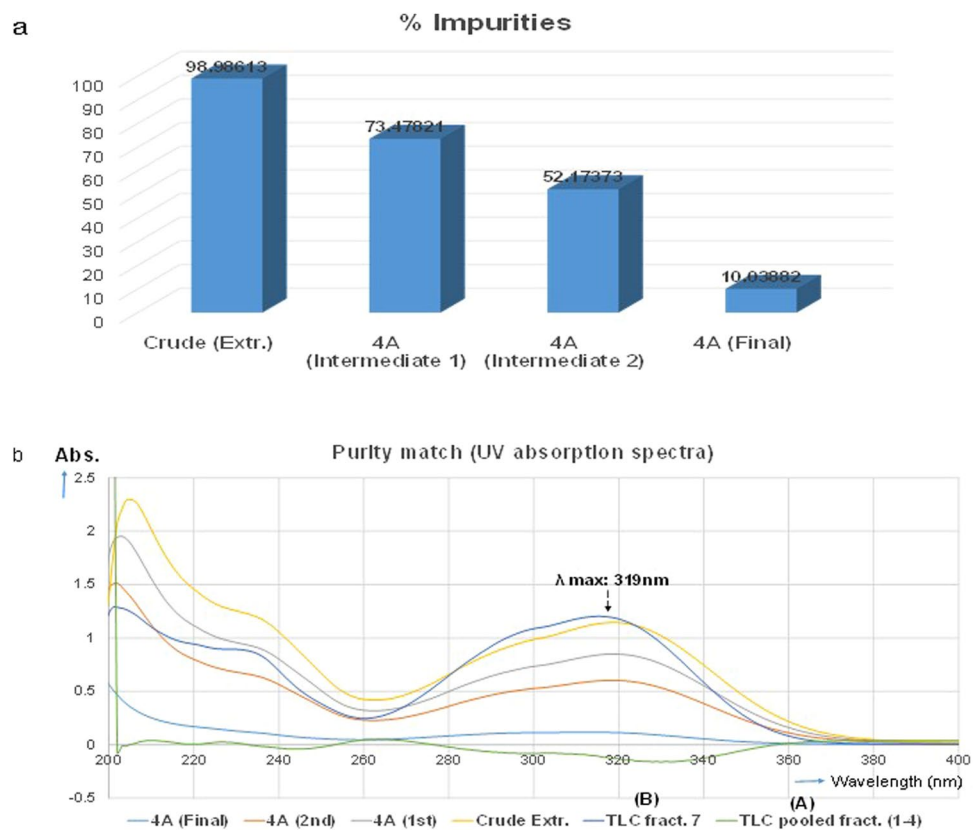 a
% Impurities
98.98613
73.47821
52.17373
10.03882
100
90
80
70
60
50
40
30
20
10
0
Crude (Extr.)
4A
(Intermediate 1)
4A
(Intermediate 2)
4A (Final)
b
Abs.
Purity match (UV absorption spectra)
2.5
2
1.5
1
0.5
0
-0.5
λ max: 319nm
200
220
240
260
280
300
320
340
360
380
400
Wavelength (nm)
(B)
(A)
4A (Final)
4A (2nd)
4A (1st)
Crude Extr.
TLC fract. 7
TLC pooled fract. (1-4)